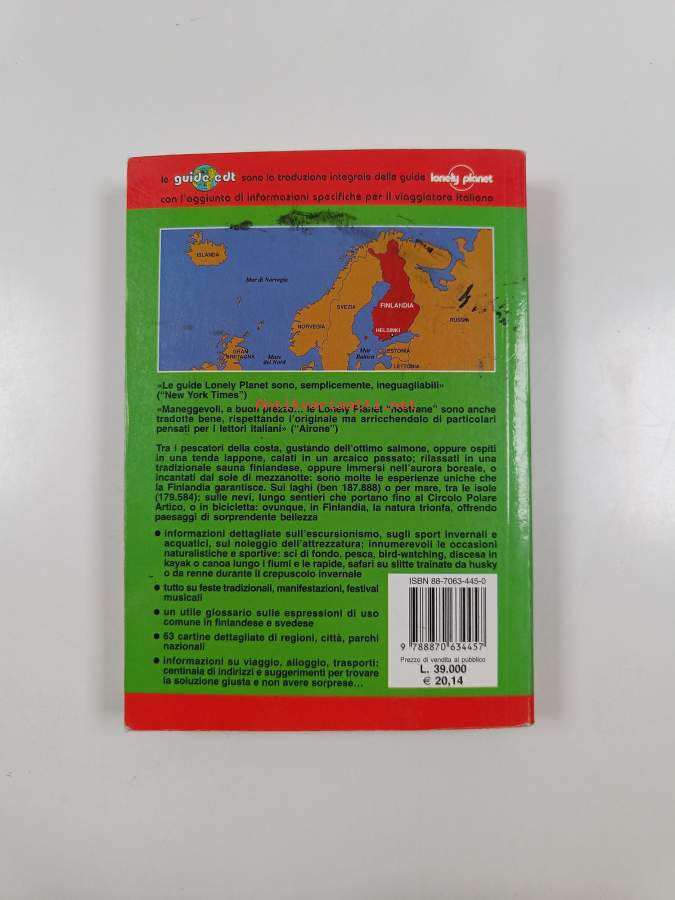 le guide edt sono la traduzione integrale delle guide lonely planet
con l'aggiunta di informazioni specifiche per il viaggiatore italiano
ISLANDA
Mar di Norvegia
SVEZIA
FINLANDIA
NORVEGIA
HELSINKI
RUSSIA
GRAN BRETAGNA
Mare del Nord
Mar Baltico
ESTONIA
LETTONIA
«Le guide Lonely Planet sono, semplicemente, ineguagliabili»
("New York Times")
Antikvariaatti.net
«Maneggevoli, a buon prezzo... le Lonely Planet "nostrane" sono anche
tradotte bene, rispettando l'originale ma arricchendolo di particolari
pensati per i lettori italiani» ("Airone")
Tra i pescatori della costa, gustando dell'ottimo salmone, oppure ospiti
in una tenda lappone, calati in un arcaico passato; rilassati in una
tradizionale sauna finlandese, oppure immersi nell'aurora boreale, o
incantati dal sole di mezzanotte: sono molte le esperienze uniche che
la Finlandia garantisce. Sui laghi (ben 187.888) o per mare, tra le isole
(179.584); sulle nevi, lungo sentieri che portano fino al Circolo Polare
Artico, o in bicicletta: ovunque, in Finlandia, la natura trionfa, offrendo
paesaggi di sorprendente bellezza
● informazioni dettagliate sull'escursionismo, sugli sport invernali e
acquatici, sul noleggio dell'attrezzatura; innumerevoli le occasioni
naturalistiche e sportive: sci di fondo, pesca, bird-watching, discesa in
kayak o canoa lungo i fiumi e le rapide, safari su slitte trainate da husky
o da renne durante il crepuscolo invernale
● tutto su feste tradizionali, manifestazioni, festival
musicali
● un utile glossario sulle espressioni di uso
comune in finlandese e svedese
● 63 cartine dettagliate di regioni, città, parchi
nazionali
● informazioni su viaggio, alloggio, trasporti:
centinaia di indirizzi e suggerimenti per trovare
la soluzione giusta e non avere sorprese...
ISBN 88-7063-445-0
9 788870 634457
Prezzo di vendita al pubblico
L. 39.000
€ 20,14